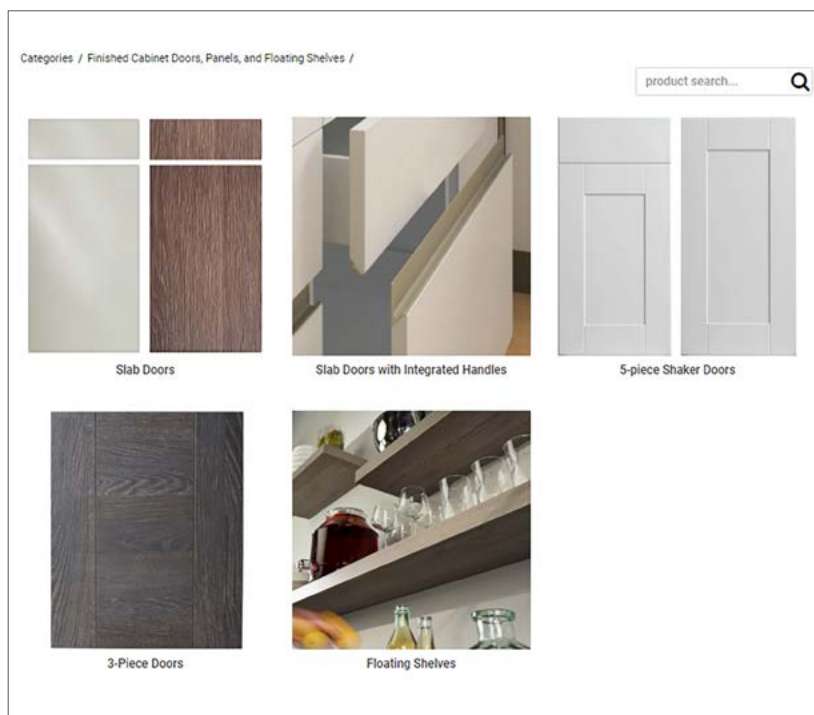 Categories / Finished Cabinet Doors, Panels, and Floating Shelves /
product search...
Slab Doors
Slab Doors with Integrated Handles
5-piece Shaker Doors
3-Piece Doors
Floating Shelves